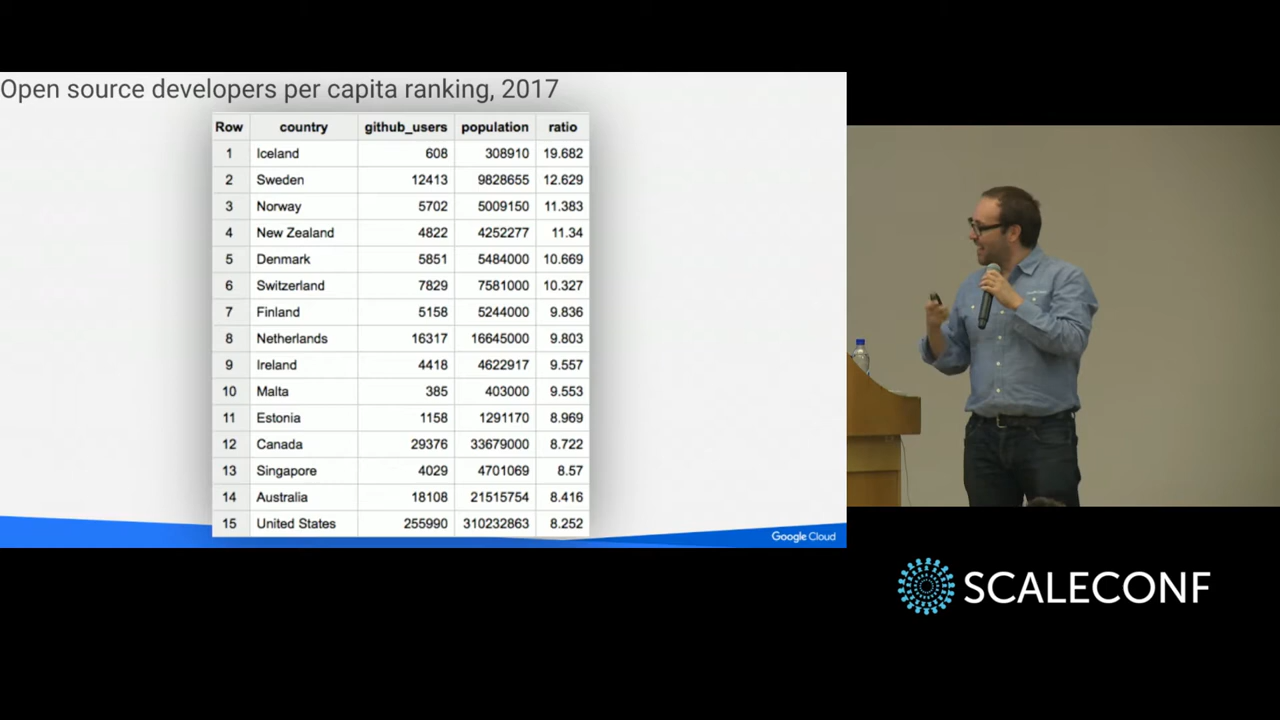 Open source developers per capita ranking, 2017
Row country github_users population ratio
1 Iceland 608 308910 19.682
2 Sweden 12413 9828655 12.629
3 Norway 5702 5009150 11.383
4 New Zealand 4822 4252277 11.34
5 Denmark 5851 5484000 10.669
6 Switzerland 7829 7581000 10.327
7 Finland 5158 5244000 9.836
8 Netherlands 16317 16645000 9.803
9 Ireland 4418 4622917 9.557
10 Malta 385 403000 9.553
11 Estonia 1158 1291170 8.969
12 Canada 29376 33679000 8.722
13 Singapore 4029 4701069 8.57
14 Australia 18108 21515754 8.416
15 United States 255990 310232863 8.252
Google Cloud
SCALECONF